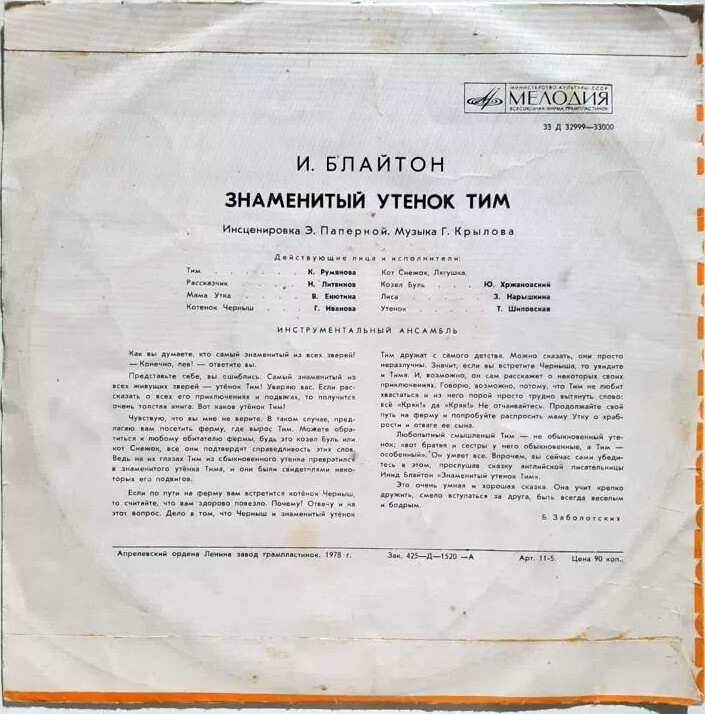 МИНИСТЕРСТВО КУЛЬТУРЫ СССР
МЕЛОДИЯ
ВСЕСОЮЗНАЯ ФИРМА ГРАМПЛАСТИНОК
33 Д 32999—33000
И. БЛАЙТОН
ЗНАМЕНИТЫЙ УТЕНОК ТИМ
Инсценировка Э. Паперной. Музыка Г. Крылова
Действующие лица и исполнители:
Тим . . . . . . . К. Румянова
Рассказчик . . . . . . Н. Литвинов
Мама Утка . . . . . . В. Енютина
Котенок Черныш . . . . . Г. Иванова
Кот Снежок, Лягушка,
Козел Буль . . . . Ю. Хржановский
Лиса . . . . . . З. Нарышкина
Утенок . . . . . . Т. Шиповская
ИНСТРУМЕНТАЛЬНЫЙ АНСАМБЛЬ
Как вы думаете, кто самый знаменитый из всех зверей?
— Конечно, лев! — ответите вы.
Представьте себе, вы ошиблись. Самый знаменитый из
всех живущих зверей — утёнок Тим! Уверяю вас. Если рас-
сказать о всех его приключениях и подвигах, то получится
очень толстая книга. Вот каков утёнок Тим!
Чувствую, что вы мне не верите. В таком случае, пред-
лагаю вам посетить ферму, где вырос Тим. Можете обра-
титься к любому обитателю фермы, будь это козел Буль или
кот Снежок, все они подтвердят справедливость этих слов.
Ведь на их глазах Тим из обыкновенного утенка превратился
в знаменитого утёнка Тима, и они были свидетелями неко-
торых его подвигов.
Если по пути на ферму вам встретится котёнок Черныш,
то считайте, что вам здорово повезло. Почему? Отвечу и на
этот вопрос. Дело в том, что Черныш и знаменитый утёнок
Тим дружат с самого детства. Можно сказать, они просто
неразлучны. Значит, если вы встретите Черныша, то увидите
и Тима. И, возможно, он сам расскажет о некоторых своих
приключениях. Говорю, возможно, потому, что Тим не любит
хвастаться и из него порой просто трудно вытянуть слово:
всё «Кряк!» да «Кряк!» Не отчаивайтесь. Продолжайте свой
путь на ферму и попробуйте распросить маму Утку о храб-
рости и отваге ее сына.
Любопытный смышленый Тим — не обыкновенный уте-
нок; «вот братья и сестры у него обыкновенные, а Тим —
особенный». Он умеет все. Впрочем, вы сейчас сами убеди-
тесь в этом, прослушав сказку английской писательницы
Инид Блайтон «Знаменитый утенок Тим».
Это очень умная и хорошая сказка. Она учит крепко
дружить, смело вступаться за друга, быть всегда веселым
и бодрым.
Б. Заболотских
Апрелевский ордена Ленина завод грампластинок. 1978 г. Зак. 425—Д—1520 —А Арт. 11-5. Цена 90 коп.